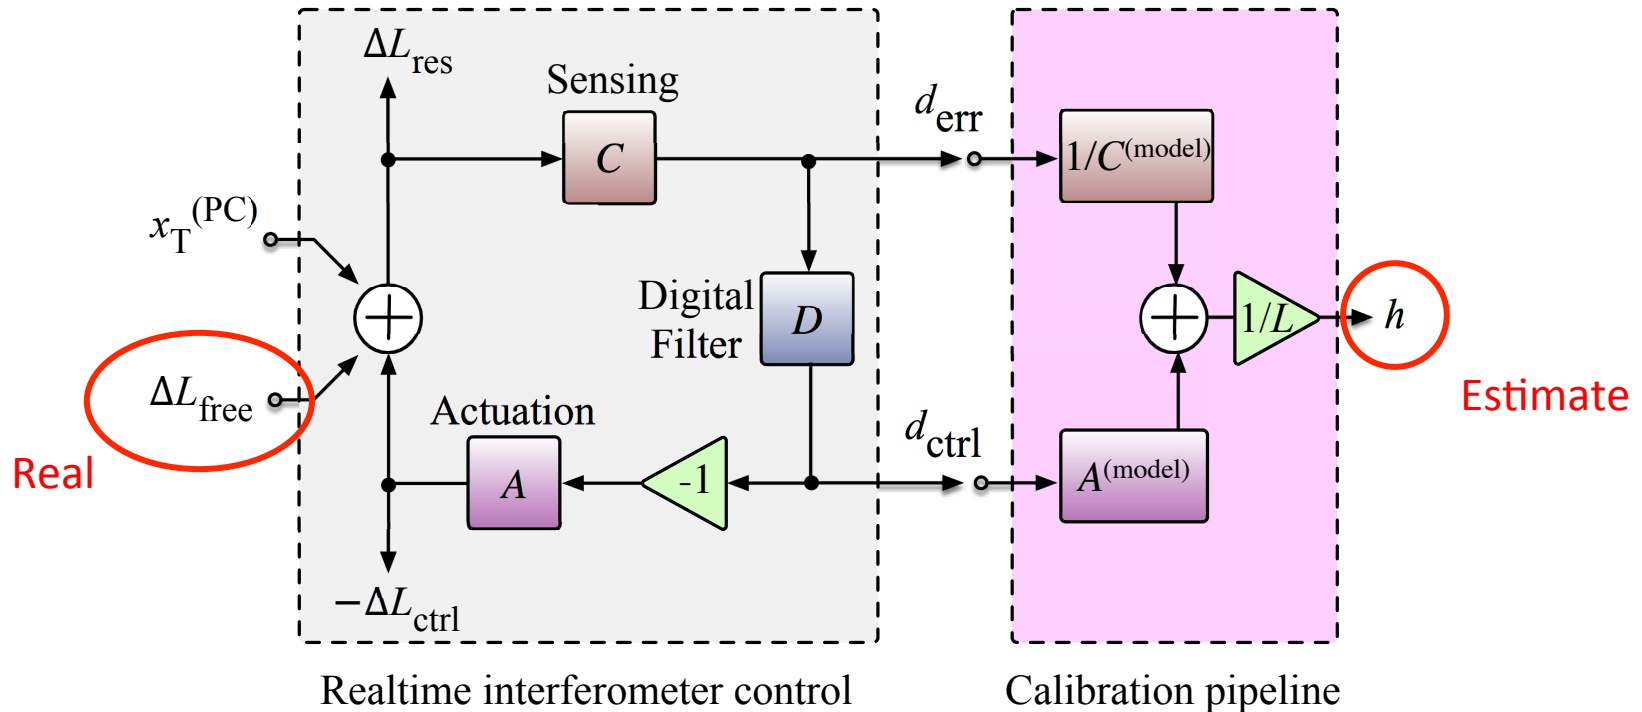 ΔL_res
Sensing
C
d_err
1/C^(model)
x_T^(PC)
Digital
Filter
D
1/L
h
ΔL_free
Real
Estimate
Actuation
A
-1
d_ctrl
A^(model)
−ΔL_ctrl
Realtime interferometer control
Calibration pipeline